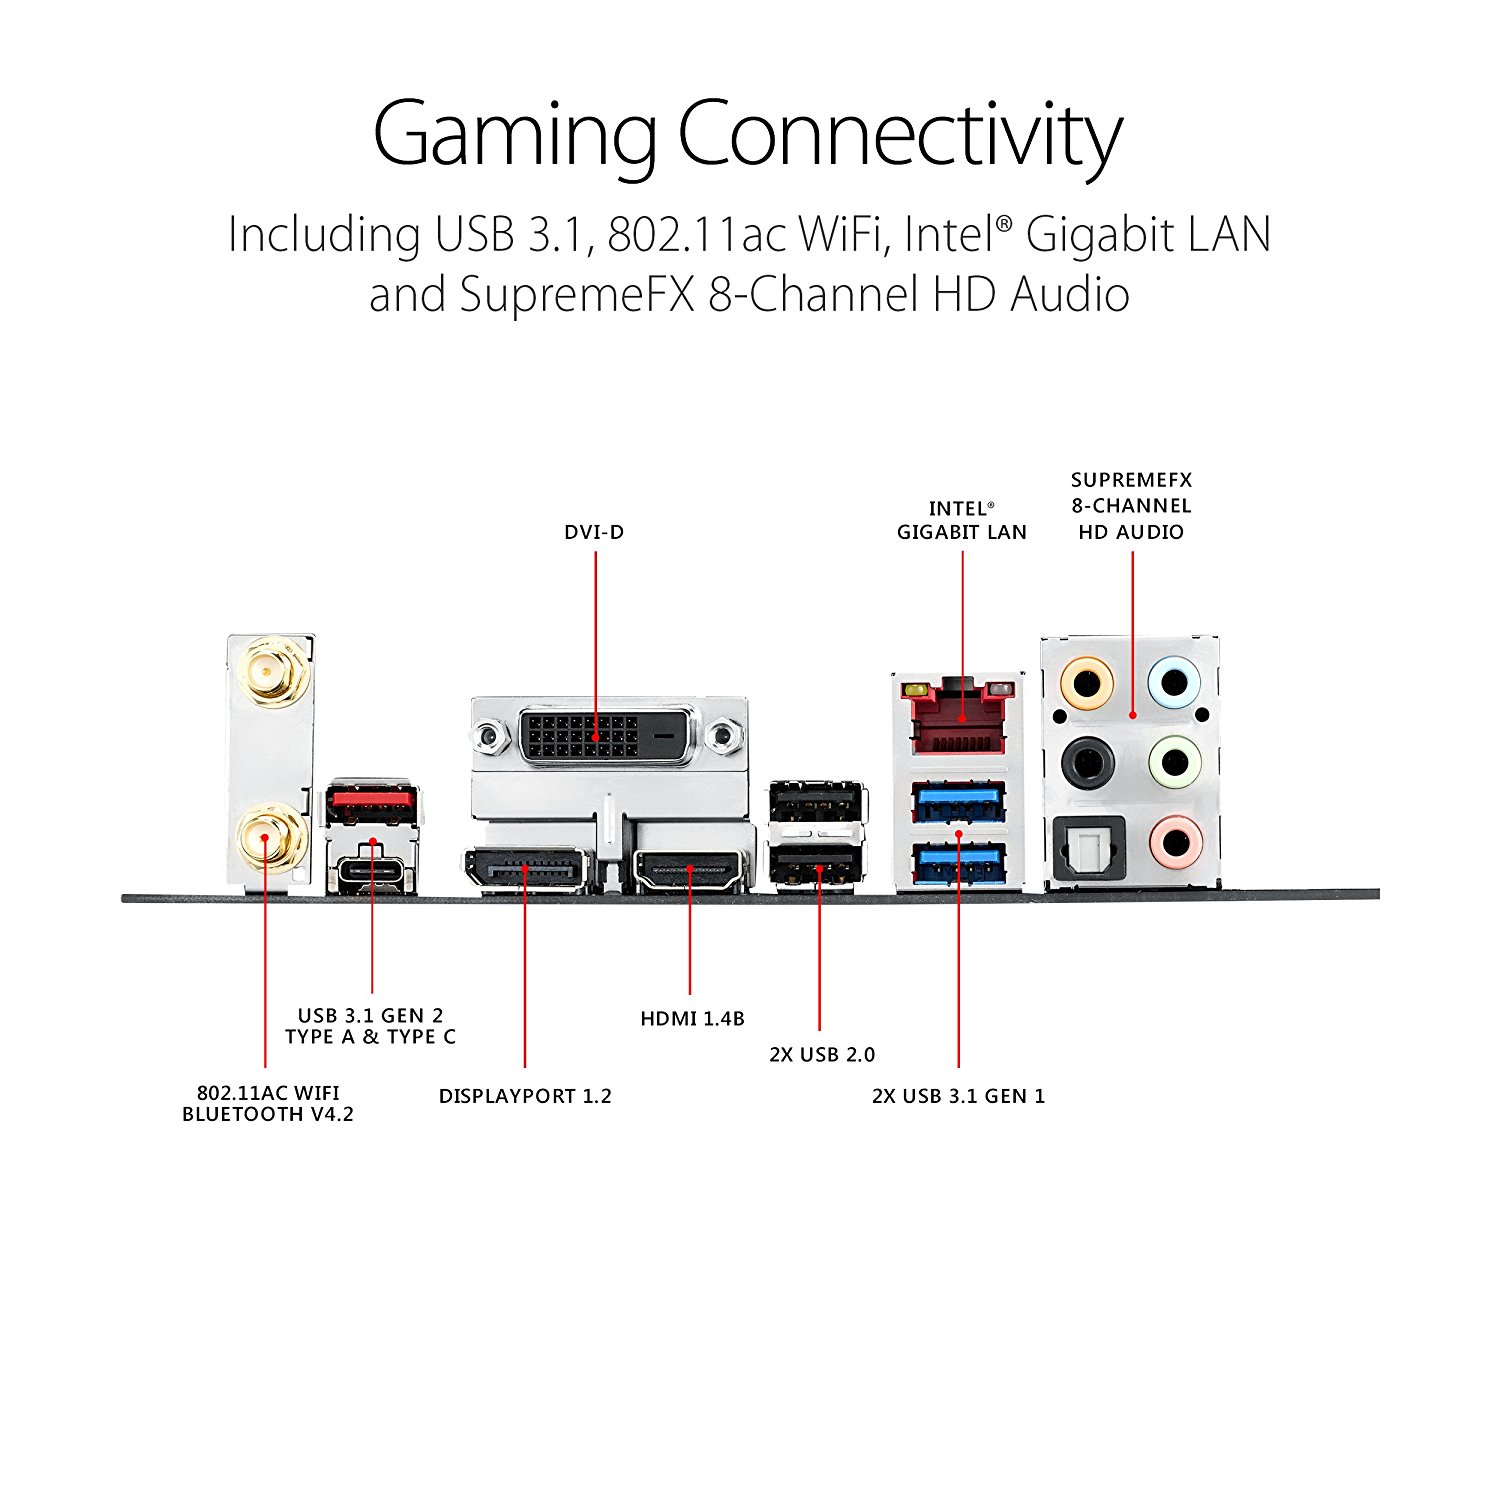 Gaming Connectivity
Including USB 3.1, 802.11ac WiFi, Intel® Gigabit LAN
and SupremeFX 8-Channel HD Audio
SUPREMEFX
8-CHANNEL
HD AUDIO
INTEL®
GIGABIT LAN
DVI-D
USB 3.1 GEN 2
TYPE A & TYPE C
HDMI 1.4B
2X USB 2.0
802.11AC WIFI
BLUETOOTH V4.2
DISPLAYPORT 1.2
2X USB 3.1 GEN 1